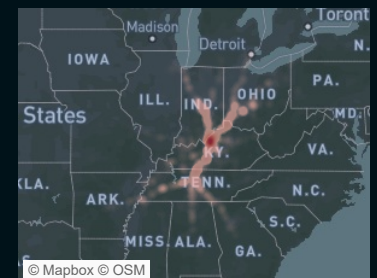 Toront
Madison
Detroit
N.
IOWA
PA.
ILL.
IND.
OHIO
MD.
States
KY.
VA.
KLA.
TENN.
ARK.
N.C.
S.C.
MISS.
ALA.
GA.
© Mapbox © OSM